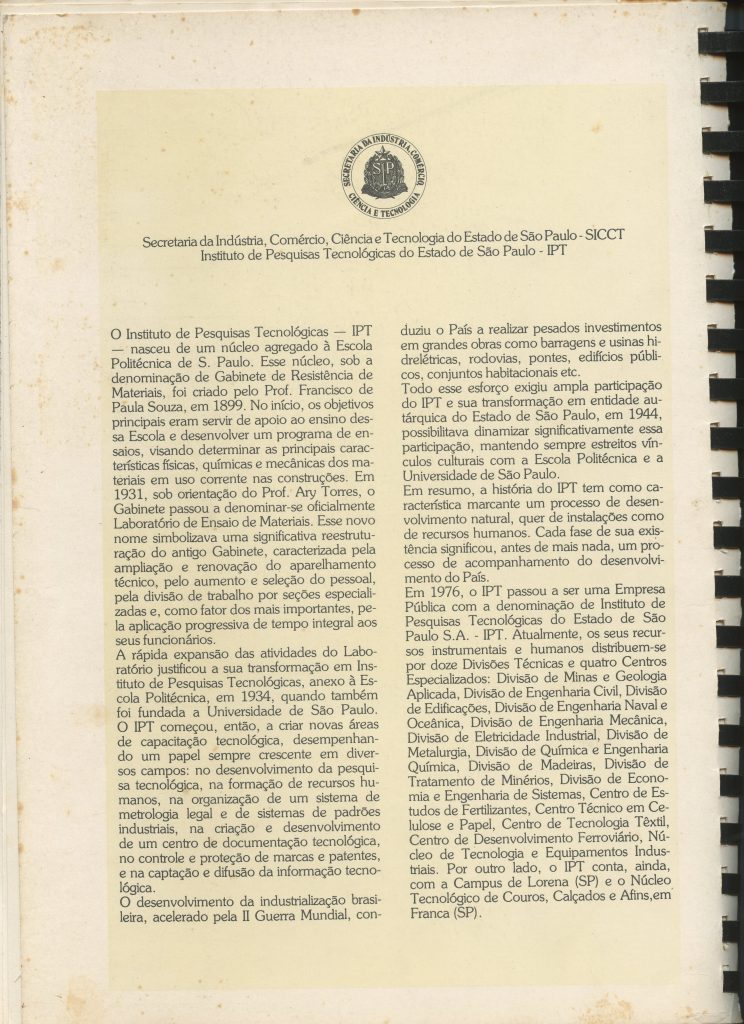 SECRETARIA DA INDÚSTRIA, COMÉRCIO
CIÊNCIA E TECNOLOGIA
SP
Secretaria da Indústria, Comércio, Ciência e Tecnologia do Estado de São Paulo - SICCT
Instituto de Pesquisas Tecnológicas do Estado de São Paulo - IPT
O Instituto de Pesquisas Tecnológicas — IPT
— nasceu de um núcleo agregado à Escola
Politécnica de S. Paulo. Esse núcleo, sob a
denominação de Gabinete de Resistência de
Materiais, foi criado pelo Prof. Francisco de
Paula Souza, em 1899. No início, os objetivos
principais eram servir de apoio ao ensino des-
sa Escola e desenvolver um programa de en-
saios, visando determinar as principais carac-
terísticas físicas, químicas e mecânicas dos ma-
teriais em uso corrente nas construções. Em
1931, sob orientação do Prof. Ary Torres, o
Gabinete passou a denominar-se oficialmente
Laboratório de Ensaio de Materiais. Esse novo
nome simbolizava uma significativa reestrutu-
ração do antigo Gabinete, caracterizada pela
ampliação e renovação do aparelhamento
técnico, pelo aumento e seleção do pessoal,
pela divisão de trabalho por seções especiali-
zadas e, como fator dos mais importantes, pe-
la aplicação progressiva de tempo integral aos
seus funcionários.
A rápida expansão das atividades do Labo-
ratório justificou a sua transformação em Ins-
tituto de Pesquisas Tecnológicas, anexo à Es-
cola Politécnica, em 1934, quando também
foi fundada a Universidade de São Paulo.
O IPT começou, então, a criar novas áreas
de capacitação tecnológica, desempenhan-
do um papel sempre crescente em diver-
sos campos: no desenvolvimento da pesqui-
sa tecnológica, na formação de recursos hu-
manos, na organização de um sistema de
metrologia legal e de sistemas de padrões
industriais, na criação e desenvolvimento
de um centro de documentação tecnológica,
no controle e proteção de marcas e patentes,
e na captação e difusão da informação tecno-
lógica.
O desenvolvimento da industrialização brasi-
leira, acelerado pela II Guerra Mundial, con-
duziu o País a realizar pesados investimentos
em grandes obras como barragens e usinas hi-
drelétricas, rodovias, pontes, edifícios públi-
cos, conjuntos habitacionais etc.
Todo esse esforço exigiu ampla participação
do IPT e sua transformação em entidade au-
tárquica do Estado de São Paulo, em 1944,
possibilitava dinamizar significativamente essa
participação, mantendo sempre estreitos vín-
culos culturais com a Escola Politécnica e a
Universidade de São Paulo.
Em resumo, a história do IPT tem como ca-
racterística marcante um processo de desen-
volvimento natural, quer de instalações como
de recursos humanos. Cada fase de sua exis-
tência significou, antes de mais nada, um pro-
cesso de acompanhamento do desenvolvi-
mento do País.
Em 1976, o IPT passou a ser uma Empresa
Pública com a denominação de Instituto de
Pesquisas Tecnológicas do Estado de São
Paulo S.A. - IPT. Atualmente, os seus recur-
sos instrumentais e humanos distribuem-se
por doze Divisões Técnicas e quatro Centros
Especializados: Divisão de Minas e Geologia
Aplicada, Divisão de Engenharia Civil, Divisão
de Edificações, Divisão de Engenharia Naval e
Oceânica, Divisão de Engenharia Mecânica,
Divisão de Eletricidade Industrial, Divisão de
Metalurgia, Divisão de Química e Engenharia
Química, Divisão de Madeiras, Divisão de
Tratamento de Minérios, Divisão de Econo-
mia e Engenharia de Sistemas, Centro de Es-
tudos de Fertilizantes, Centro Técnico em Ce-
lulose e Papel, Centro de Tecnologia Têxtil,
Centro de Desenvolvimento Ferroviário, Nú-
cleo de Tecnologia e Equipamentos Indus-
triais. Por outro lado, o IPT conta, ainda,
com a Campus de Lorena (SP) e o Núcleo
Tecnológico de Couros, Calçados e Afins,em
Franca (SP).